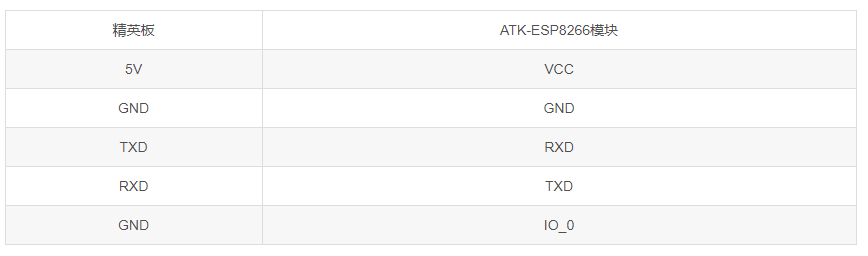 精英板 ATK-ESP8266模块
5V VCC
GND GND
TXD RXD
RXD TXD
GND IO_0